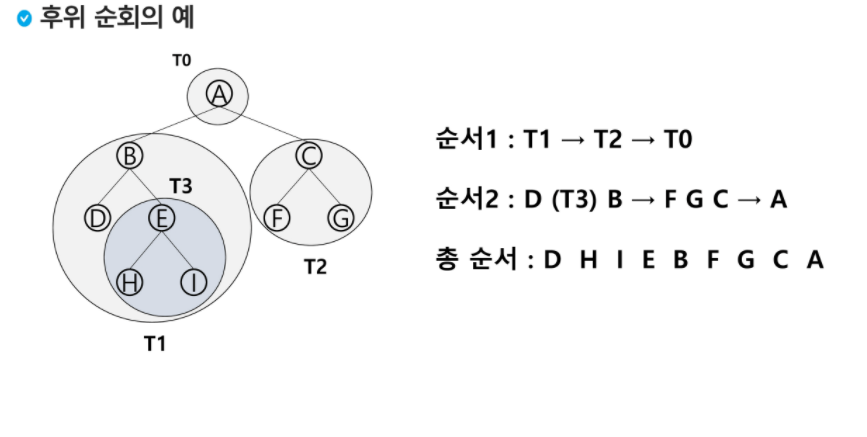 후위 순회의 예
T0
A
B
C
T3
D
E
F
G
H
I
T2
T1
순서1 : T1 → T2 → T0
순서2 : D (T3) B → F G C → A
총 순서 : D H I E B F G C A